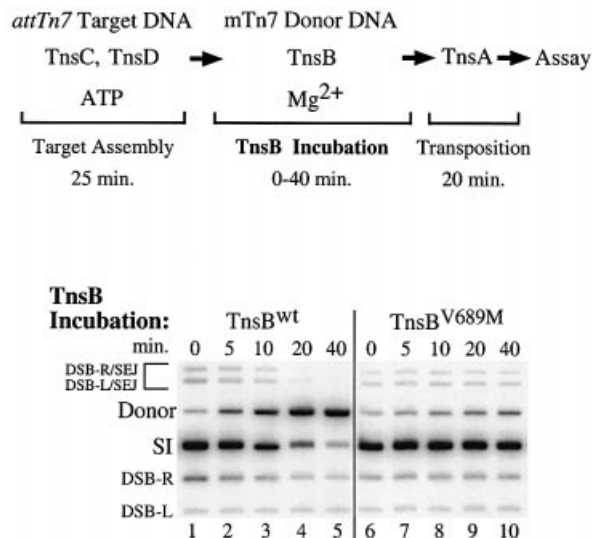 attTn7 Target DNA mTn7 Donor DNA
TnsC, TnsD TnsB TnsA Assay
ATP Mg2+
Target Assembly TnsB Incubation Transposition
25 min. 0-40 min. 20 min.
TnsB
Incubation: TnsBwt TnsBV689M
min. 0 5 10 20 40 0 5 10 20 40
DSB-R/SEJ
DSB-L/SEJ
Donor
SI
DSB-R
DSB-L
1 2 3 4 5 6 7 8 9 10